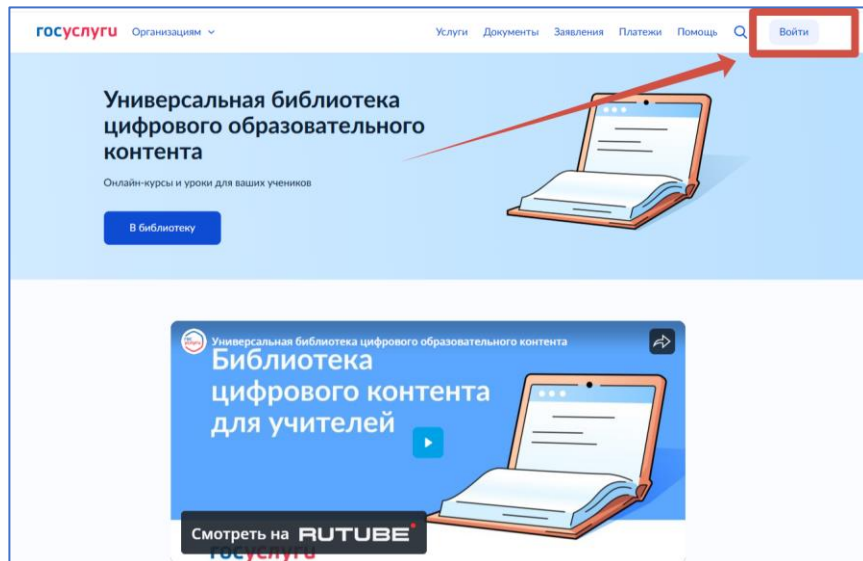 госуслуги Организациям Услуги Документы Заявления Платежи Помощь Войти
Универсальная библиотека
цифрового образовательного
контента
Онлайн-курсы и уроки для ваших учеников
В библиотеку
Универсальная библиотека цифрового образовательного контента
Библиотека
цифрового контента
для учителей
Смотреть на RUTUBE
госуслуги